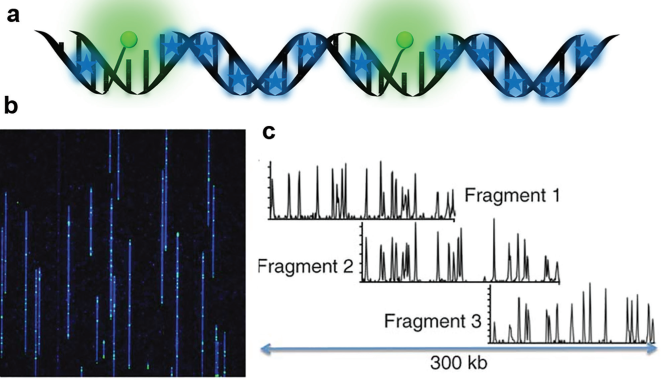 a
b
c
Fragment 1
Fragment 2
Fragment 3
300 kb